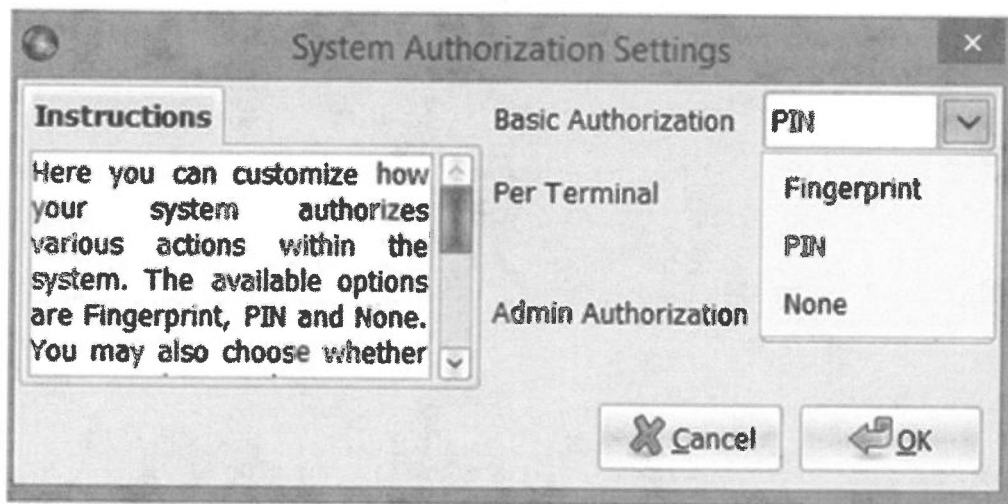 System Authorization Settings
Instructions
Here you can customize how
your system authorizes
various actions within the
system. The available options
are Fingerprint, PIN and None.
You may also choose whether
Basic Authorization
PIN
Fingerprint
PIN
None
Per Terminal
Admin Authorization
Cancel
OK